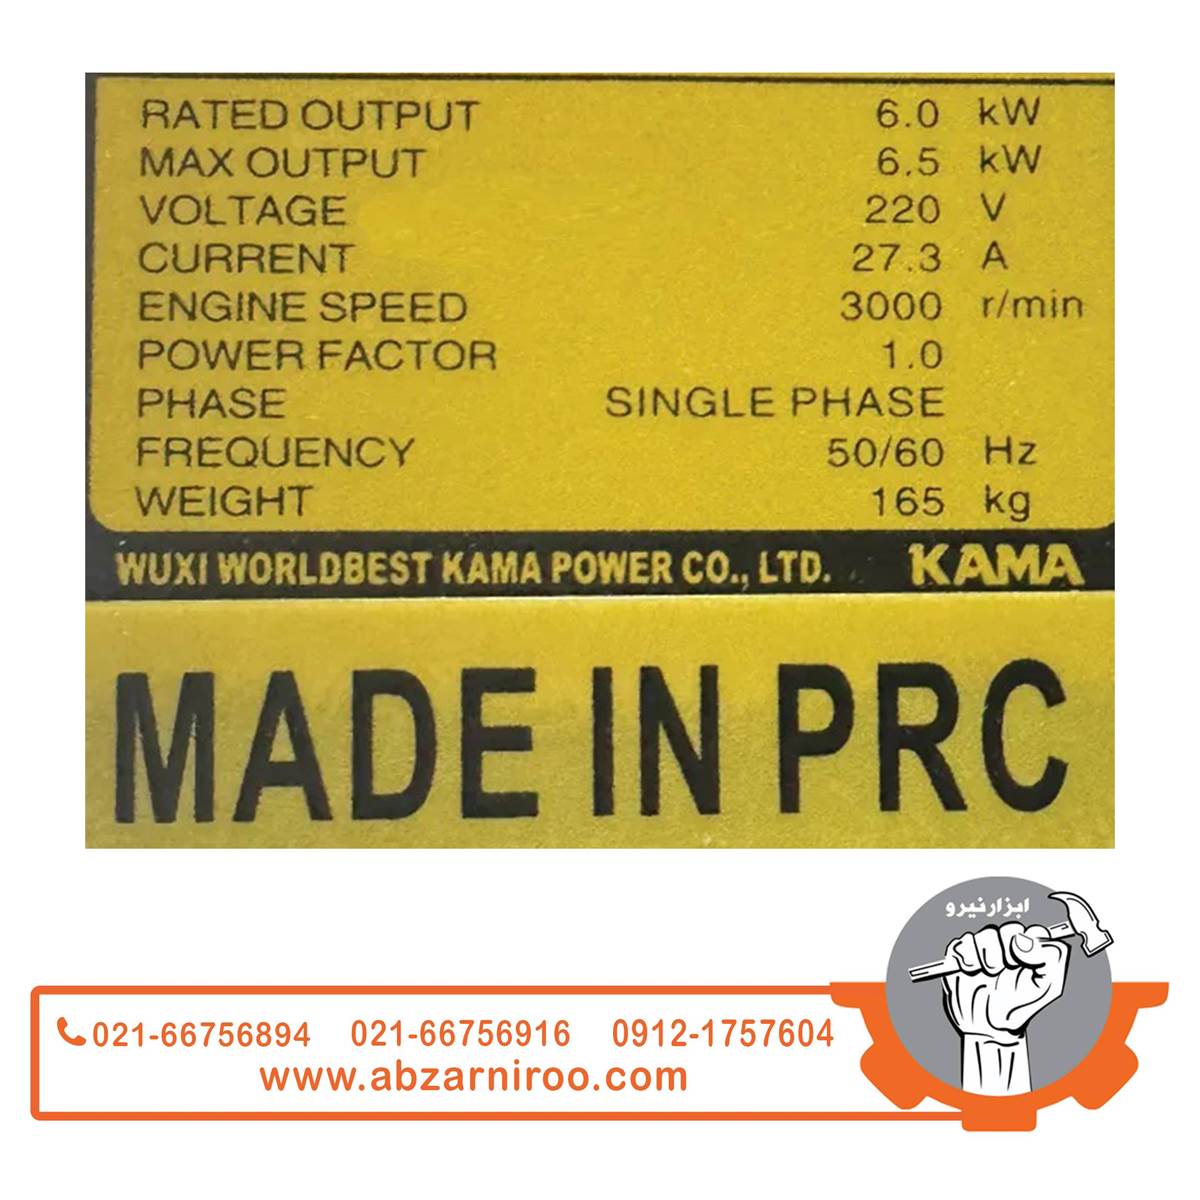 RATED OUTPUT 6.0 kW
MAX OUTPUT 6.5 kW
VOLTAGE 220 V
CURRENT 27.3 A
ENGINE SPEED 3000 r/min
POWER FACTOR 1.0
PHASE SINGLE PHASE
FREQUENCY 50/60 Hz
WEIGHT 165 kg
WUXI WORLDBEST KAMA POWER CO., LTD. KAMA
MADE IN PRC
ابزارنیرو
021-66756894 021-66756916 0912-1757604
www.abzarniroo.com